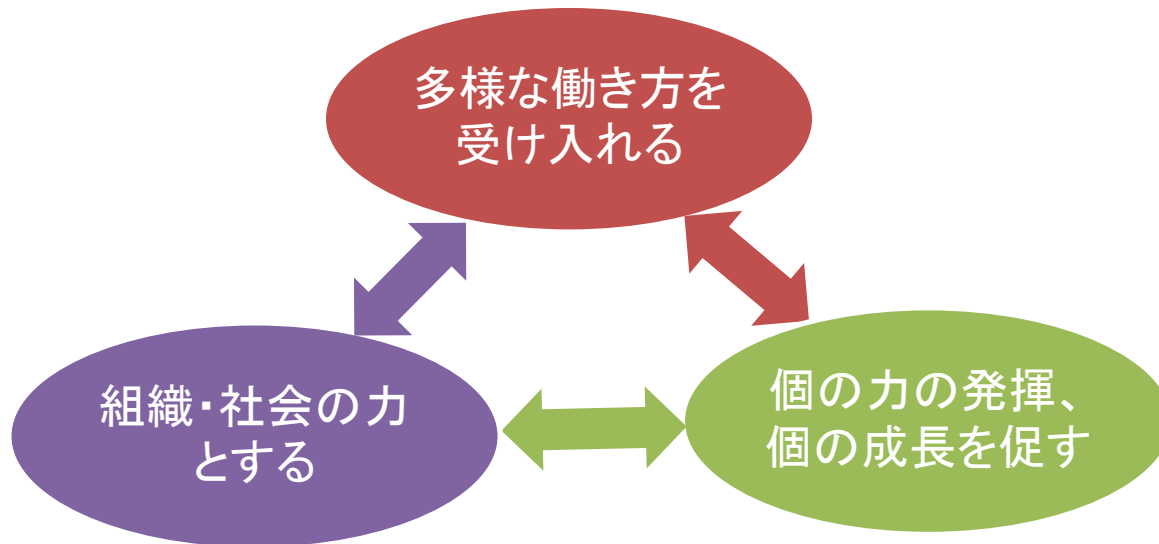 多様な働き方を
受け入れる
組織・社会の力
とする
個の力の発揮、
個の成長を促す